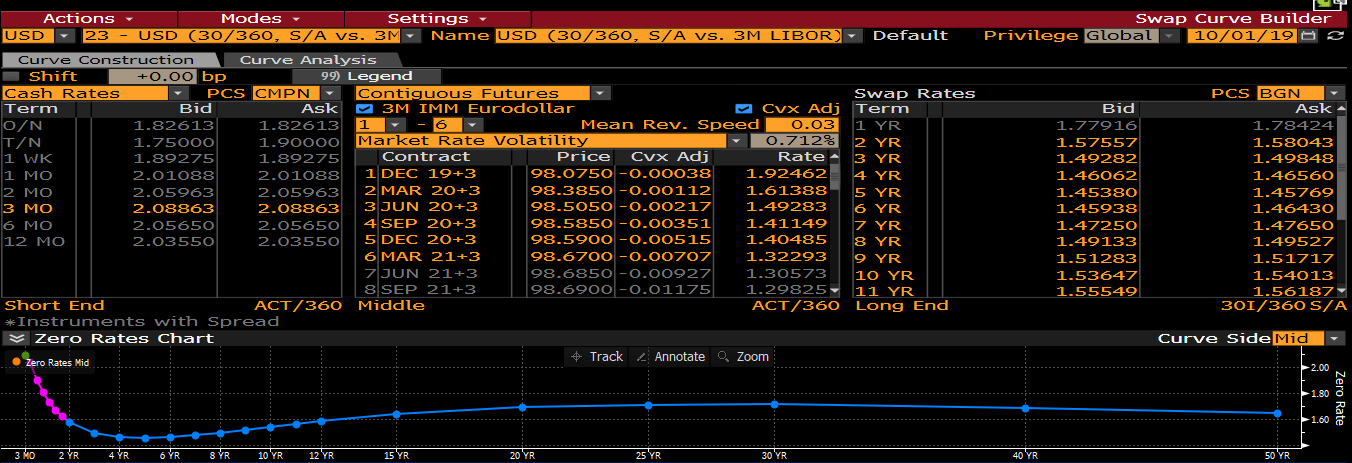 Actions Modes Settings Swap Curve Builder
USD 23 - USD (30/360, S/A vs. 3M Name USD (30/360, S/A vs. 3M LIBOR) Default Privilege Global 10/01/19
Curve Construction Curve Analysis
Shift +0.00 bp 99) Legend
Cash Rates PCS CMPN Contiguous Futures Swap Rates PCS BGN
Term Bid Ask 3M IMM Eurodollar Cvx Adj Term Bid Ask
O/N 1.82613 1.82613 1 - 6 Mean Rev. Speed 0.03 1 YR 1.77916 1.78424
T/N 1.75000 1.90000 Market Rate Volatility 0.712% 2 YR 1.57557 1.58043
1 WK 1.89275 1.89275 Contract Price Cvx Adj Rate 3 YR 1.49282 1.49848
1 MO 2.01088 2.01088 1 DEC 19+3 98.0750 -0.00038 1.92462 4 YR 1.46062 1.46560
2 MO 2.05963 2.05963 2 MAR 20+3 98.3850 -0.00112 1.61388 5 YR 1.45380 1.45769
3 MO 2.08863 2.08863 3 JUN 20+3 98.5050 -0.00217 1.49283 6 YR 1.45938 1.46430
6 MO 2.05650 2.05650 4 SEP 20+3 98.5850 -0.00351 1.41149 7 YR 1.47250 1.47650
12 MO 2.03550 2.03550 5 DEC 20+3 98.5900 -0.00515 1.40485 8 YR 1.49133 1.49527
6 MAR 21+3 98.6700 -0.00707 1.32293 9 YR 1.51283 1.51717
7 JUN 21+3 98.6850 -0.00927 1.30573 10 YR 1.53647 1.54013
8 SEP 21+3 98.6900 -0.01175 1.29825 11 YR 1.55549 1.56187
Short End ACT/360 Middle ACT/360 Long End 30I/360 S/A
*Instruments with Spread
Zero Rates Chart Curve Side Mid
Zero Rates Mid Track Annotate Zoom
2.00
1.80
1.60
Zero Rate
3 MO 2 YR 4 YR 6 YR 8 YR 10 YR 12 YR 15 YR 20 YR 25 YR 30 YR 40 YR 50 YR